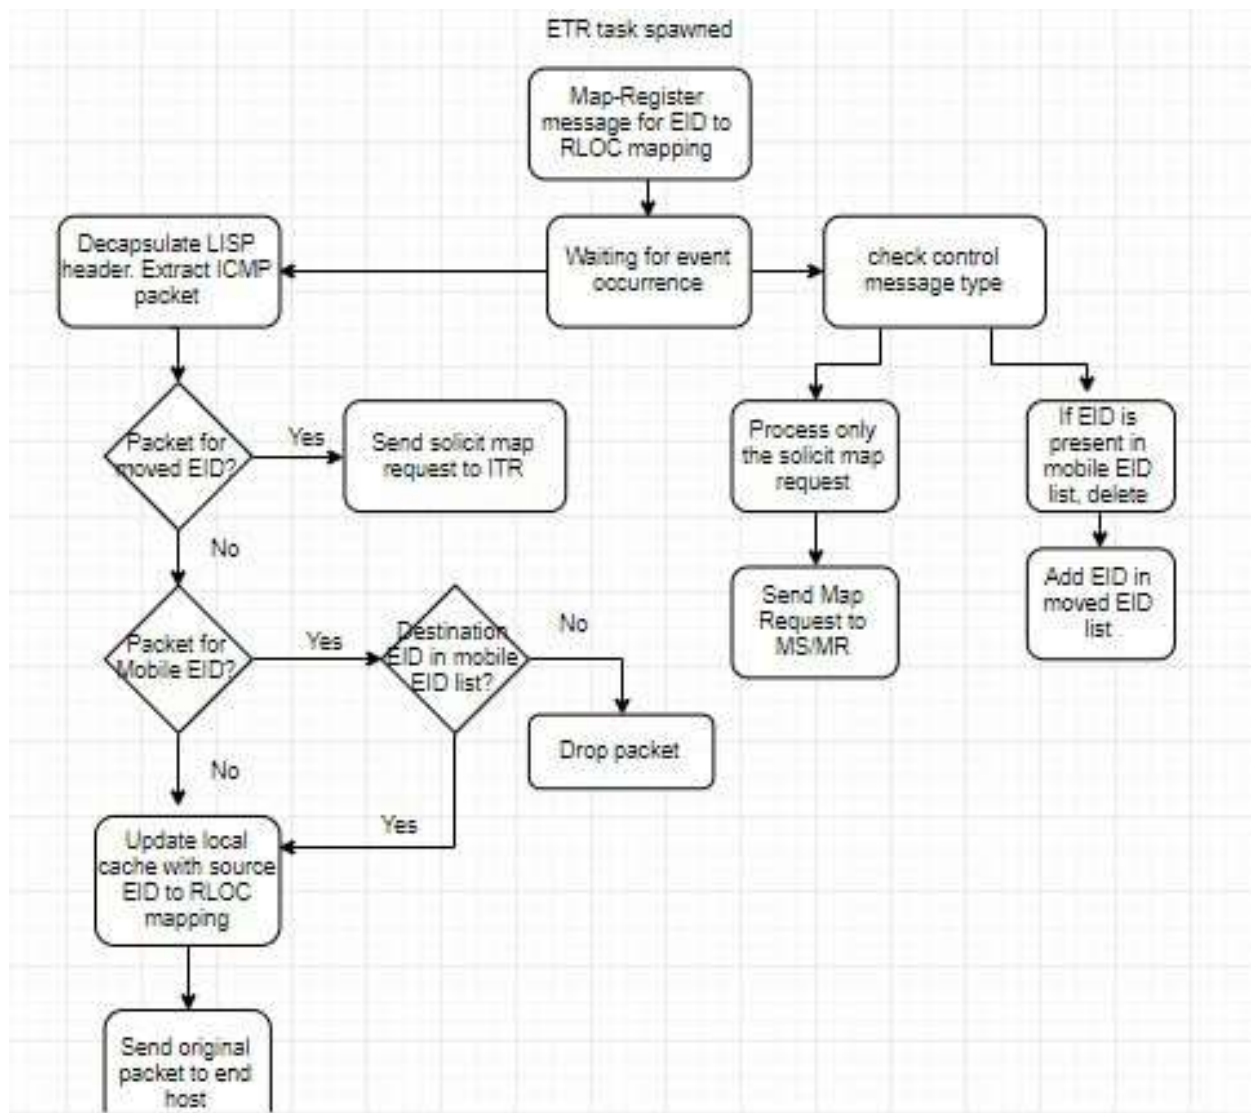 ETR task spawned
Map-Register
message for EID to
RLOC mapping
Decapsulate LISP
header. Extract ICMP
packet
Waiting for event
occurrence
check control
message type
Packet for
moved EID?
Yes
Send solicit map
request to ITR
Process only
the solicit map
request
If EID is
present in
mobile EID
list, delete
No
Send Map
Request to
MS/MR
Add EID in
moved EID
list
Packet for
Mobile EID?
Yes
Destination
EID in mobile
EID list?
No
Drop packet
No
Yes
Update local
cache with source
EID to RLOC
mapping
Send original
packet to end
host